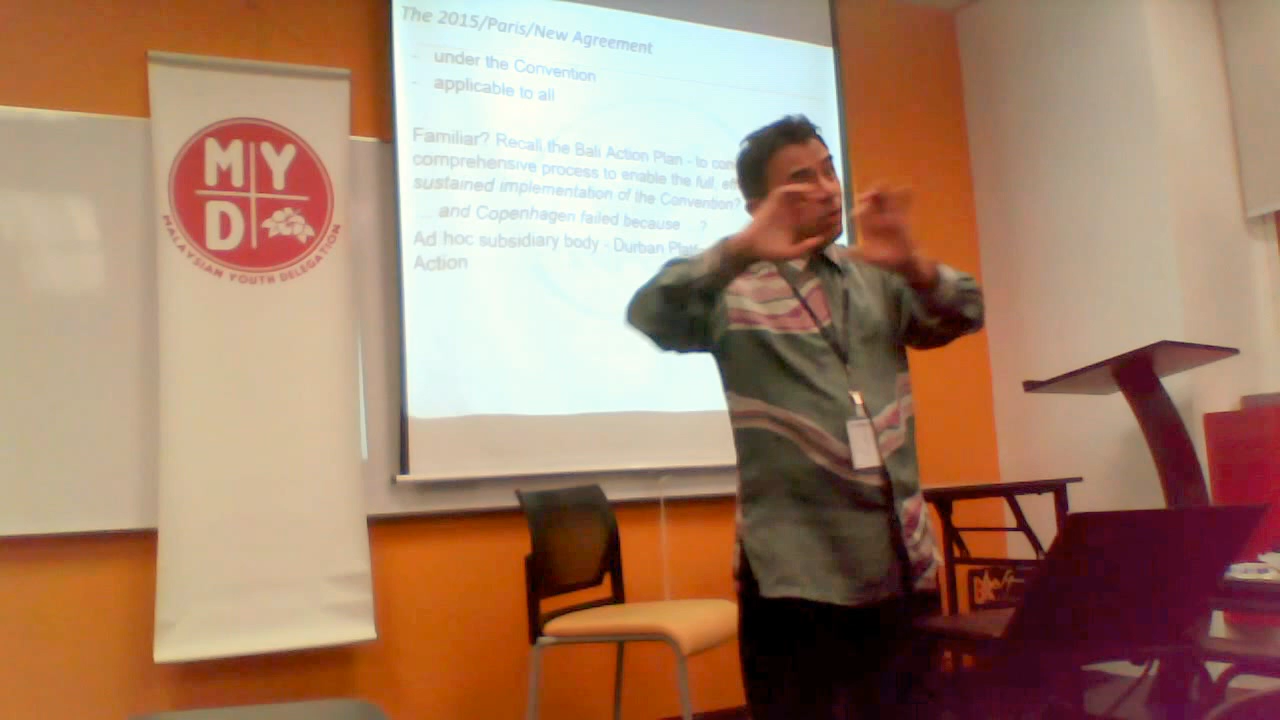 The 2015/Paris/New Agreement
- under the Convention
- applicable to all
Familiar? Recall the Bali Action Plan - to
comprehensive process to enable the full,
sustained implementation of the Convention?
... and Copenhagen failed because ...?
Ad hoc subsidiary body - Durban
Action
M Y
D
MALAYSIAN YOUTH DELEGATION